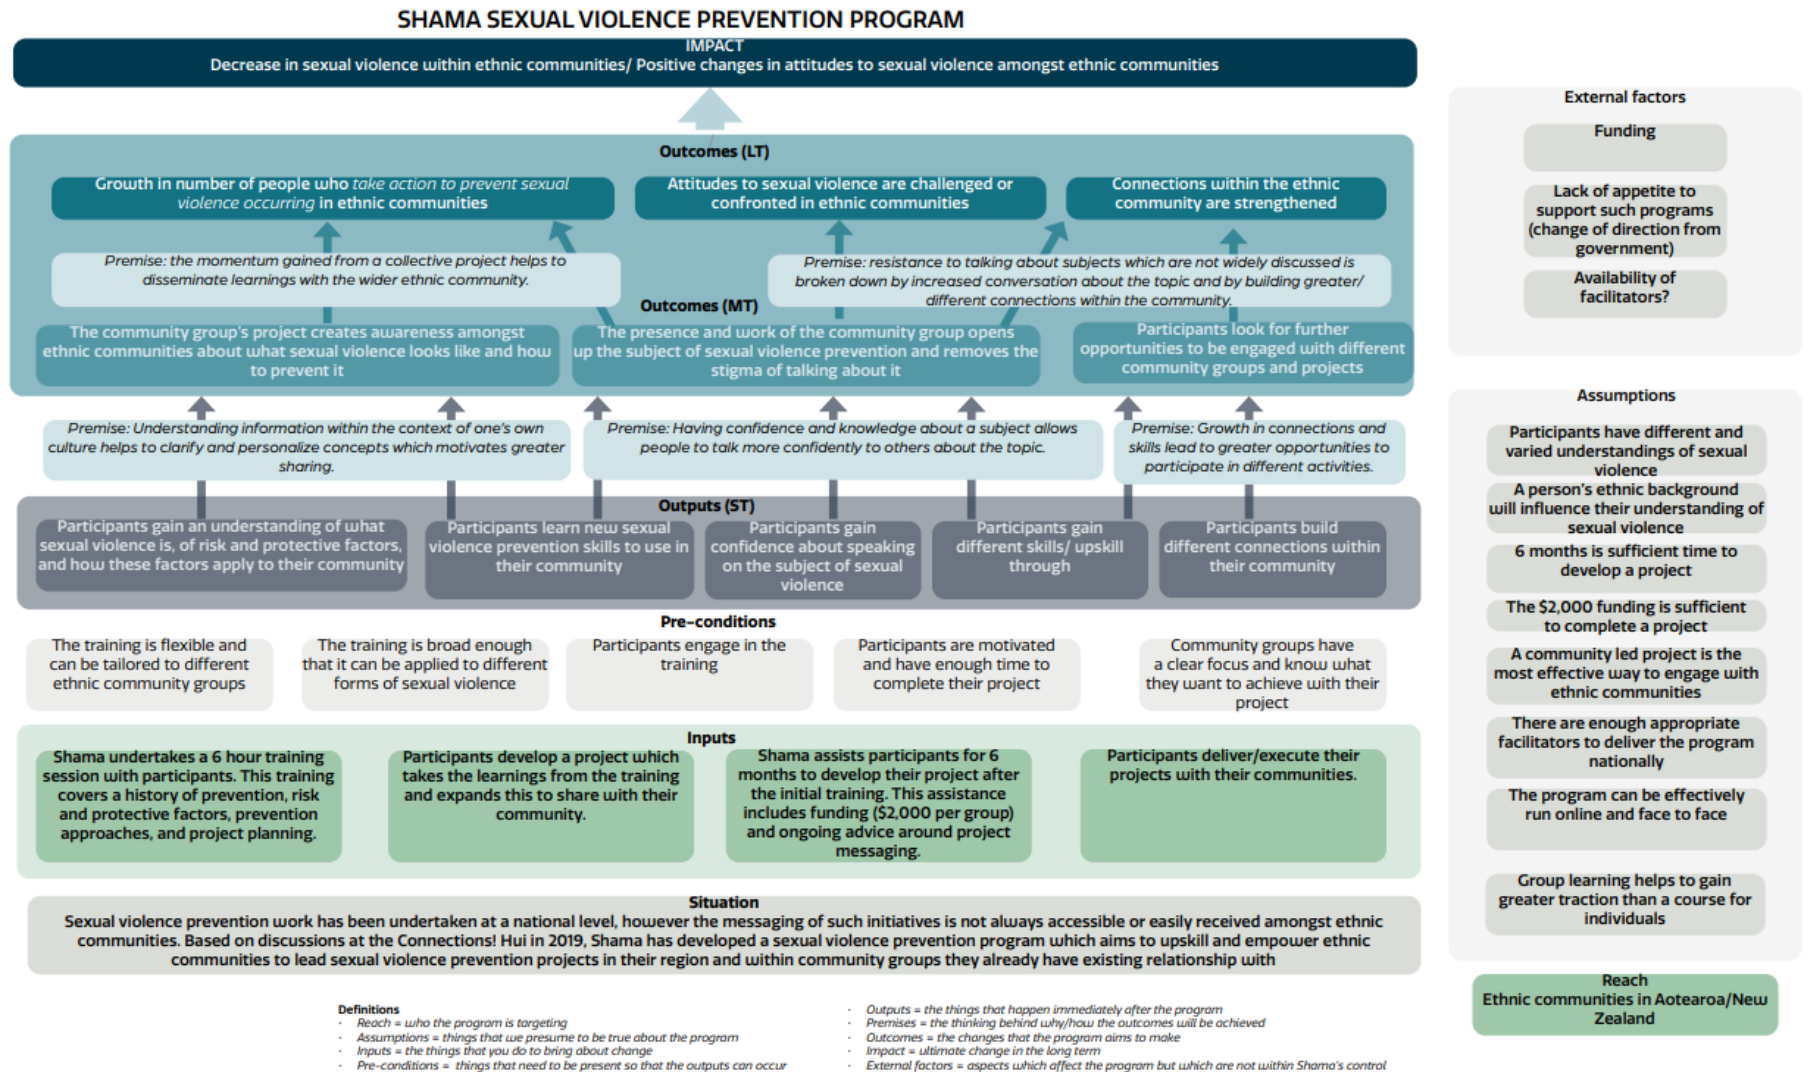 SHAMA SEXUAL VIOLENCE PREVENTION PROGRAM
IMPACT
Decrease in sexual violence within ethnic communities/ Positive changes in attitudes to sexual violence amongst ethnic communities
Outcomes (LT)
Growth in number of people who take action to prevent sexual
violence occurring in ethnic communities
Attitudes to sexual violence are challenged or
confronted in ethnic communities
Connections within the ethnic
community are strengthened
Premise: the momentum gained from a collective project helps to
disseminate learnings with the wider ethnic community.
Premise: resistance to talking about subjects which are not widely discussed is
broken down by increased conversation about the topic and by building greater/
different connections within the community.
Outcomes (MT)
The community group's project creates awareness amongst
ethnic communities about what sexual violence looks like and how
to prevent it
The presence and work of the community group opens
up the subject of sexual violence prevention and removes the
stigma of talking about it
Participants look for further
opportunities to be engaged with different
community groups and projects
Premise: Understanding information within the context of one's own
culture helps to clarify and personalize concepts which motivates greater
sharing.
Premise: Having confidence and knowledge about a subject allows
people to talk more confidently to others about the topic.
Premise: Growth in connections and
skills lead to greater opportunities to
participate in different activities.
Outputs (ST)
Participants gain an understanding of what
sexual violence is, of risk and protective factors,
and how these factors apply to their community
Participants learn new sexual
violence prevention skills to use in
their community
Participants gain
confidence about speaking
on the subject of sexual
violence
Participants gain
different skills/ upskill
through
Participants build
different connections within
their community
Pre-conditions
The training is flexible and
can be tailored to different
ethnic community groups
The training is broad enough
that it can be applied to different
forms of sexual violence
Participants engage in the
training
Participants are motivated
and have enough time to
complete their project
Community groups have
a clear focus and know what
they want to achieve with their
project
Inputs
Shama undertakes a 6 hour training
session with participants. This training
covers a history of prevention, risk
and protective factors, prevention
approaches, and project planning.
Participants develop a project which
takes the learnings from the training
and expands this to share with their
community.
Shama assists participants for 6
months to develop their project after
the initial training. This assistance
includes funding ($2,000 per group)
and ongoing advice around project
messaging.
Participants deliver/execute their
projects with their communities.
Situation
Sexual violence prevention work has been undertaken at a national level, however the messaging of such initiatives is not always accessible or easily received amongst ethnic
communities. Based on discussions at the Connections! Hui in 2019, Shama has developed a sexual violence prevention program which aims to upskill and empower ethnic
communities to lead sexual violence prevention projects in their region and within community groups they already have existing relationship with
External factors
Funding
Lack of appetite to
support such programs
(change of direction from
government)
Availability of
facilitators?
Assumptions
Participants have different and
varied understandings of sexual
violence
A person's ethnic background
will influence their understanding of
sexual violence
6 months is sufficient time to
develop a project
The $2,000 funding is sufficient
to complete a project
A community led project is the
most effective way to engage with
ethnic communities
There are enough appropriate
facilitators to deliver the program
nationally
The program can be effectively
run online and face to face
Group learning helps to gain
greater traction than a course for
individuals
Reach
Ethnic communities in Aotearoa/New
Zealand
Definitions
· Reach = who the program is targeting
· Assumptions = things that we presume to be true about the program
· Inputs = the things that you do to bring about change
· Pre-conditions = things that need to be present so that the outputs can occur
· Outputs = the things that happen immediately after the program
· Premises = the thinking behind why/how the outcomes will be achieved
· Outcomes = the changes that the program aims to make
· Impact = ultimate change in the long term
· External factors = aspects which affect the program but which are not within Shama's control